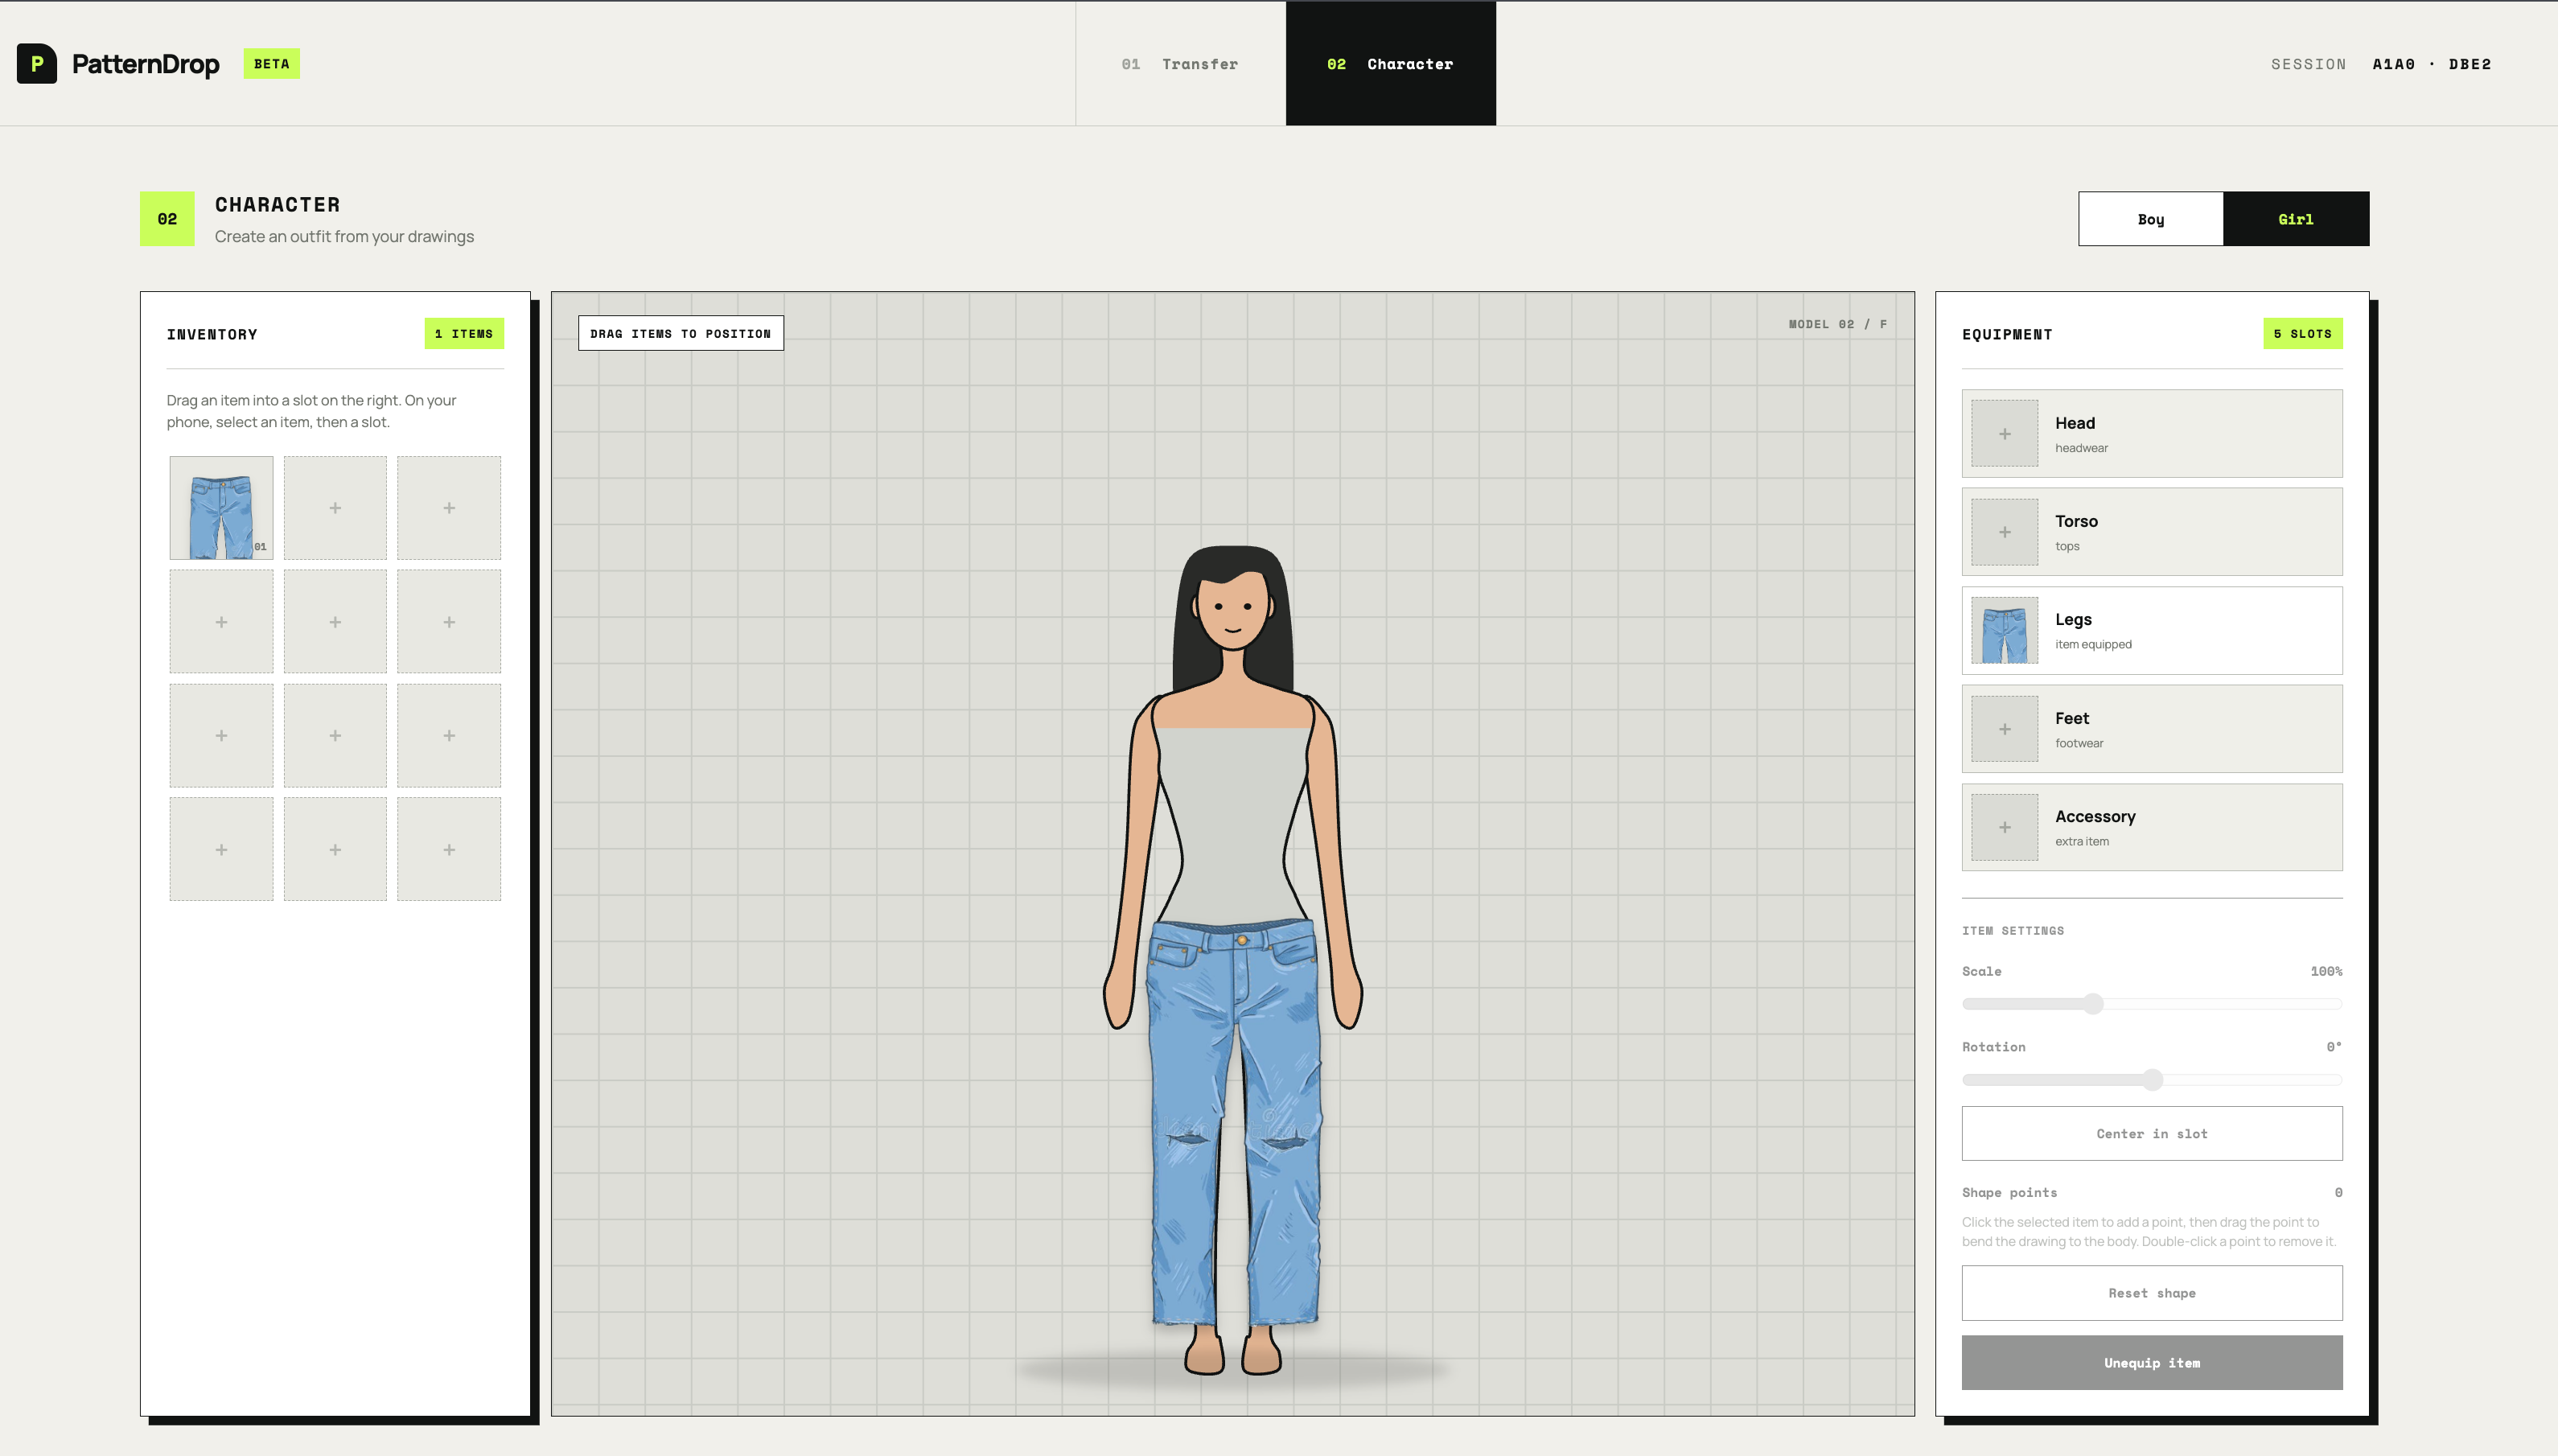 P PatternDrop BETA
01 Transfer
02 Character
SESSION A1A0 · DBE2
02
CHARACTER
Create an outfit from your drawings
Boy
Girl
INVENTORY
1 ITEMS
Drag an item into a slot on the right. On your
phone, select an item, then a slot.
01
DRAG ITEMS TO POSITION
MODEL 02 / F
EQUIPMENT
5 SLOTS
Head
headwear
Torso
tops
Legs
item equipped
Feet
footwear
Accessory
extra item
ITEM SETTINGS
Scale 100%
Rotation 0°
Center in slot
Shape points 0
Click the selected item to add a point, then drag the point to
bend the drawing to the body. Double-click a point to remove it.
Reset shape
Unequip item